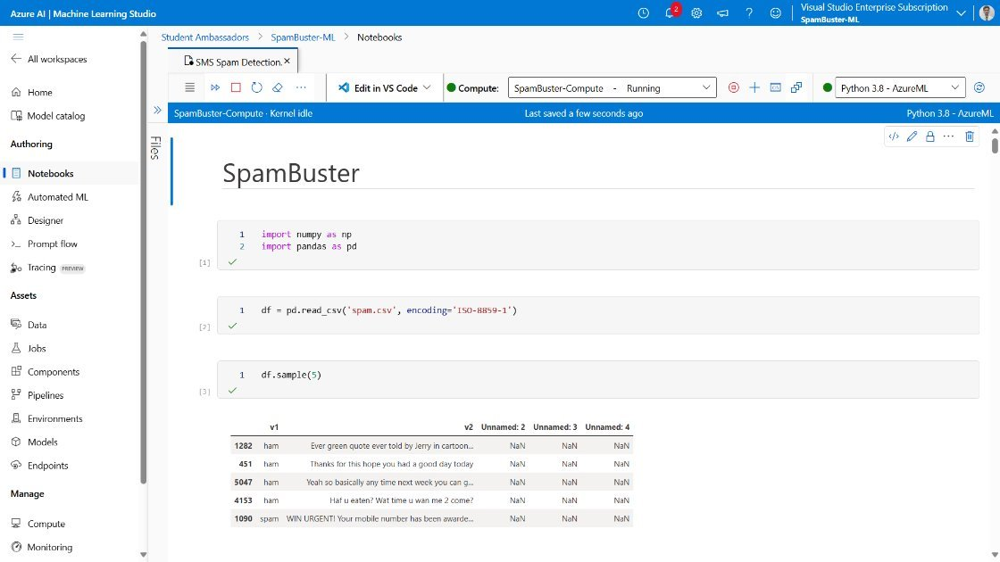 Azure AI | Machine Learning Studio
2
Visual Studio Enterprise Subscription
SpamBuster-ML
Student Ambassadors > SpamBuster-ML > Notebooks
All workspaces
Home
Model catalog
Authoring
Notebooks
Automated ML
Designer
Prompt flow
Tracing PREVIEW
Assets
Data
Jobs
Components
Pipelines
Environments
Models
Endpoints
Manage
Compute
Monitoring
Files
SMS Spam Detection.
Edit in VS Code
Compute: SpamBuster-Compute - Running
Python 3.8 - AzureML
SpamBuster-Compute · Kernel idle
Last saved a few seconds ago
Python 3.8 - AzureML
SpamBuster
1 import numpy as np
2 import pandas as pd
[1]
1 df = pd.read_csv('spam.csv', encoding='ISO-8859-1')
[2]
1 df.sample(5)
[3]
v1 v2 Unnamed: 2 Unnamed: 3 Unnamed: 4
1282 ham Ever green quote ever told by Jerry in cartoon... NaN NaN NaN
451 ham Thanks for this hope you had a good day today NaN NaN NaN
5047 ham Yeah so basically any time next week you can g... NaN NaN NaN
4153 ham Haf u eaten? Wat time u wan me 2 come? NaN NaN NaN
1090 spam WIN URGENT! Your mobile number has been awarde... NaN NaN NaN